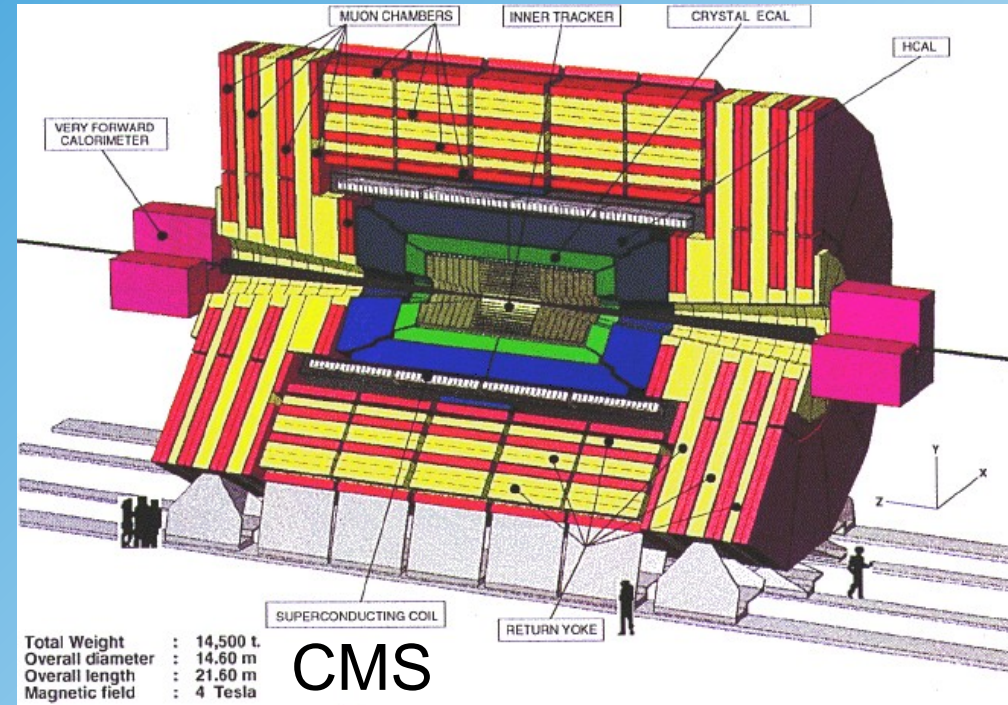 MUON CHAMBERS
INNER TRACKER
CRYSTAL ECAL
HCAL
VERY FORWARD
CALORIMETER
Y
X
Z
SUPERCONDUCTING COIL
RETURN YOKE
Total Weight : 14,500 t.
Overall diameter : 14.60 m
Overall length : 21.60 m
Magnetic field : 4 Tesla
CMS